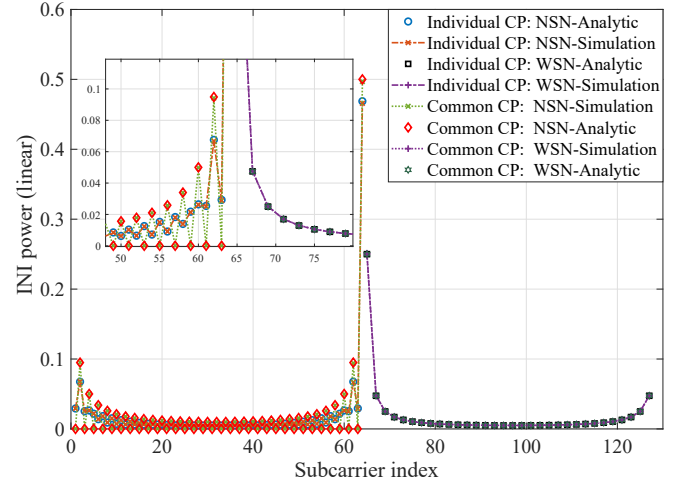 0.6
0.5
0.4
0.3
0.2
0.1
0
INI power (linear)
0.1
0.08
0.06
0.04
0.02
0
50 55 60 65 70 75
Individual CP: NSN-Analytic
Individual CP: NSN-Simulation
Individual CP: WSN-Analytic
Individual CP: WSN-Simulation
Common CP: NSN-Simulation
Common CP: NSN-Analytic
Common CP: WSN-Simulation
Common CP: WSN-Analytic
0 20 40 60 80 100 120
Subcarrier index